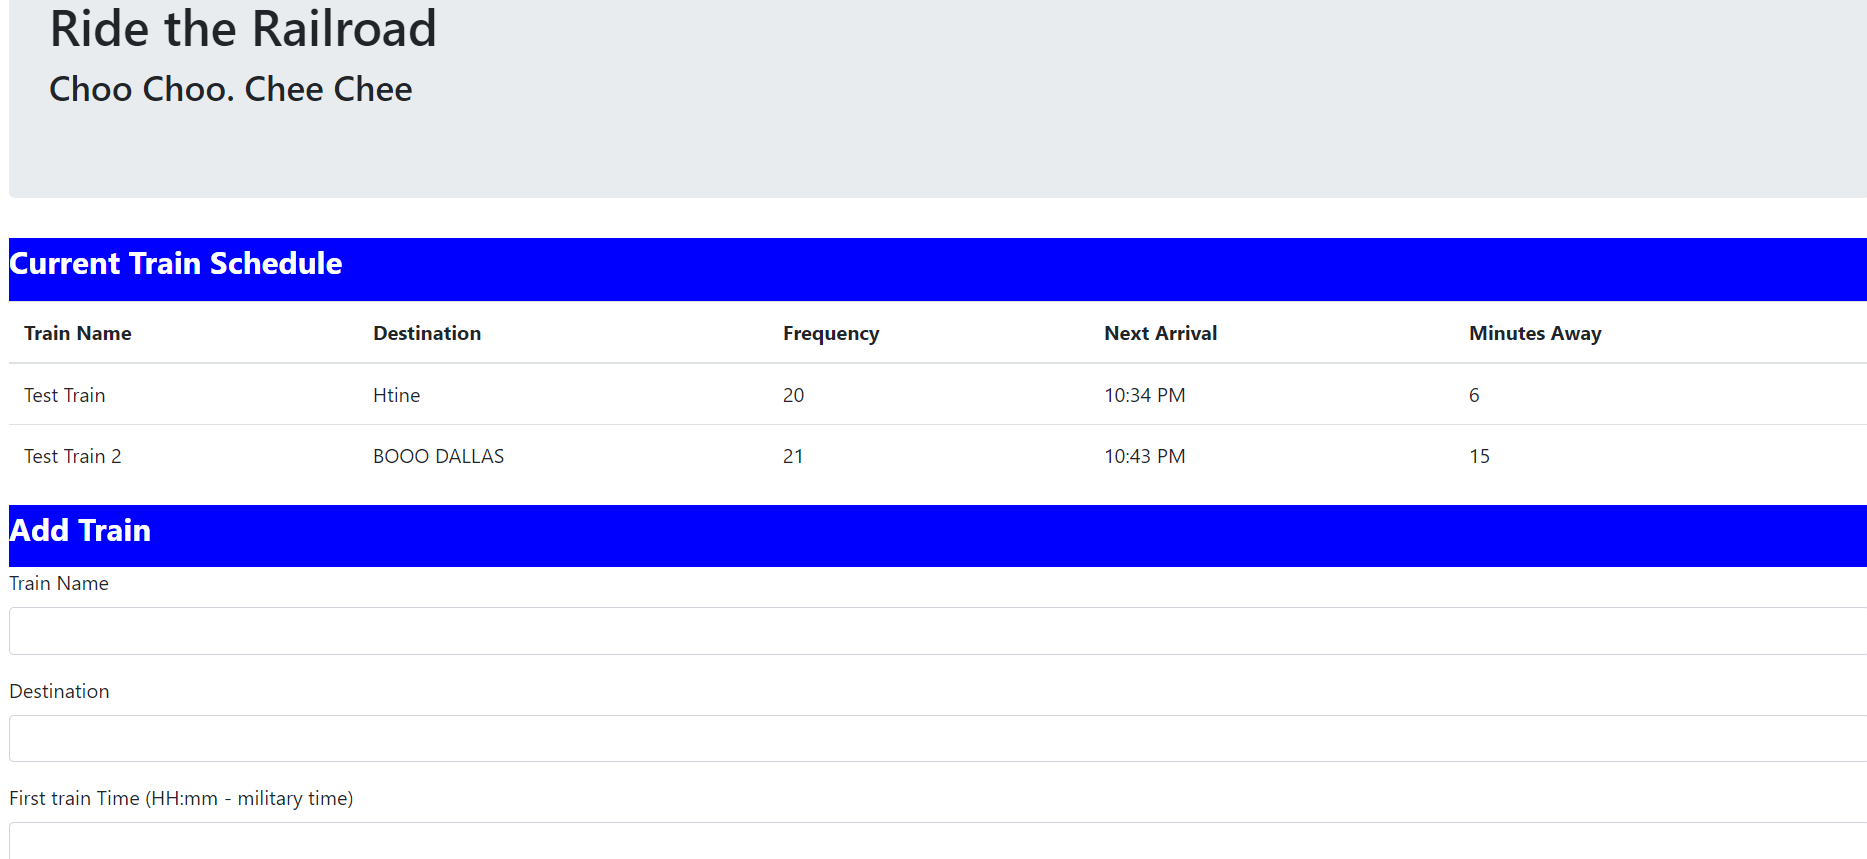 Ride the Railroad
Choo Choo. Chee Chee
Current Train Schedule
Train Name Destination Frequency Next Arrival Minutes Away
Test Train Htine 20 10:34 PM 6
Test Train 2 BOOO DALLAS 21 10:43 PM 15
Add Train
Train Name
Destination
First train Time (HH:mm - military time)